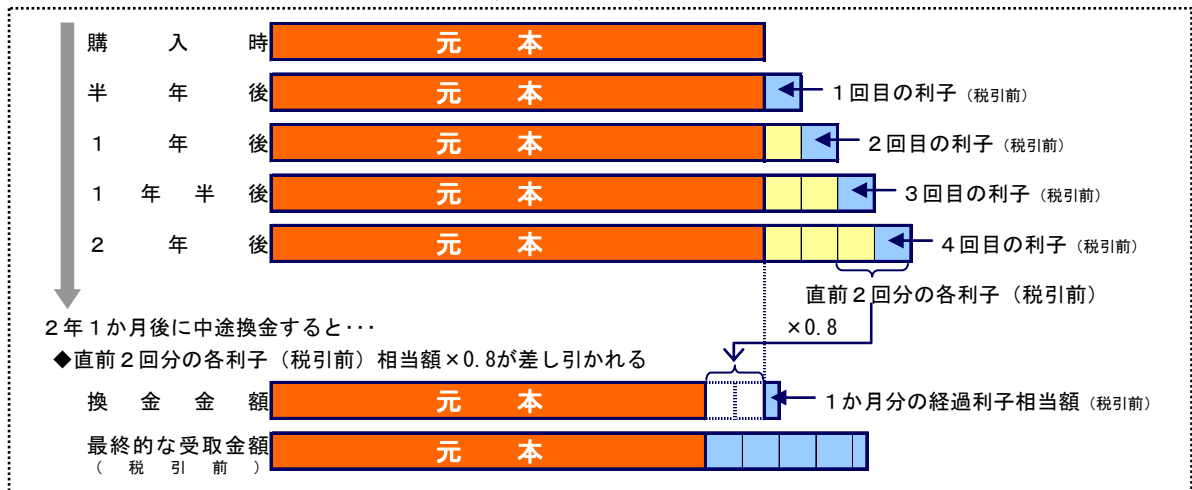 購入時 元本
半年後 元本 1回目の利子（税引前）
1年後 元本 2回目の利子（税引前）
1年半後 元本 3回目の利子（税引前）
2年後 元本 4回目の利子（税引前）
直前2回分の各利子（税引前）
×0.8
2年1か月後に中途換金すると･･･
◆直前2回分の各利子（税引前）相当額×0.8が差し引かれる
換金金額 元本 1か月分の経過利子相当額（税引前）
最終的な受取金額 元本
（税引前）